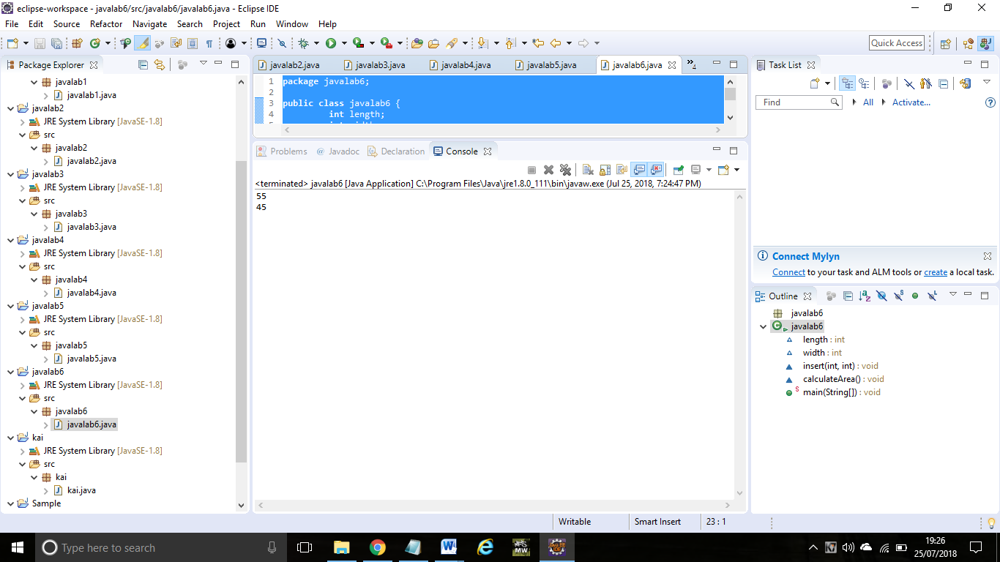 eclipse-workspace - javalab6/src/javalab6/javalab6.java - Eclipse IDE
File Edit Source Refactor Navigate Search Project Run Window Help
Quick Access
Package Explorer
javalab1
javalab1.java
javalab2
JRE System Library [JavaSE-1.8]
src
javalab2
javalab2.java
javalab3
JRE System Library [JavaSE-1.8]
src
javalab3
javalab3.java
javalab4
JRE System Library [JavaSE-1.8]
src
javalab4
javalab4.java
javalab5
JRE System Library [JavaSE-1.8]
src
javalab5
javalab5.java
javalab6
JRE System Library [JavaSE-1.8]
src
javalab6
javalab6.java
kai
JRE System Library [JavaSE-1.8]
src
kai
kai.java
Sample
javalab2.java javalab3.java javalab4.java javalab5.java javalab6.java 4
1 package javalab6;
2
3 public class javalab6 {
4 int length;
Problems @ Javadoc Declaration Console
<terminated> javalab6 [Java Application] C:\Program Files\Java\jre1.8.0_111\bin\javaw.exe (Jul 25, 2018, 7:24:47 PM)
55
45
Task List
Find All Activate...
Connect Mylyn
Connect to your task and ALM tools or create a local task.
Outline
javalab6
javalab6
length : int
width : int
insert(int, int) : void
calculateArea() : void
main(String[]) : void
Writable Smart Insert 23 : 1
Type here to search
19:26
25/07/2018